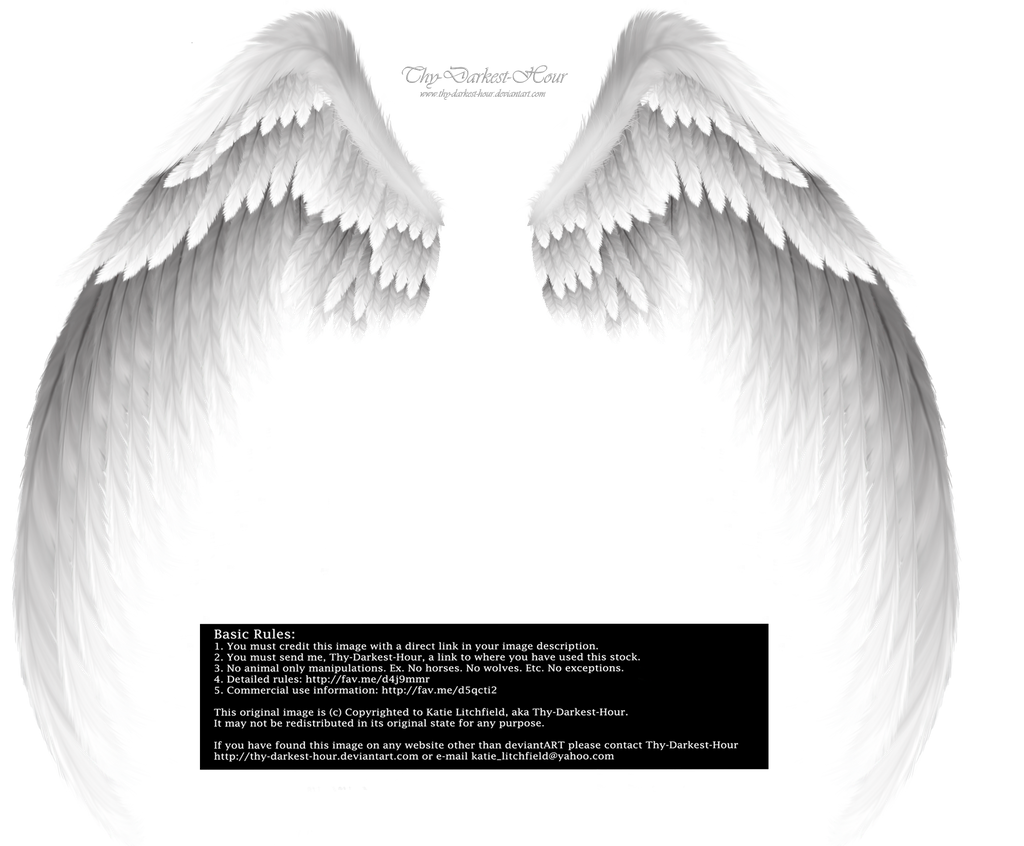 Thy-Darkest-Hour
www.thy-darkest-hour.deviantart.com
Basic Rules:
1. You must credit this image with a direct link in your image description.
2. You must send me, Thy-Darkest-Hour, a link to where you have used this stock.
3. No animal only manipulations. Ex. No horses. No wolves. Etc. No exceptions.
4. Detailed rules: http://fav.me/d4j9mmr
5. Commercial use information: http://fav.me/d5qcti2
This original image is (c) Copyrighted to Katie Litchfield, aka Thy-Darkest-Hour.
It may not be redistributed in its original state for any purpose.
If you have found this image on any website other than deviantART please contact Thy-Darkest-Hour
http://thy-darkest-hour.deviantart.com or e-mail katie_litchfield@yahoo.com